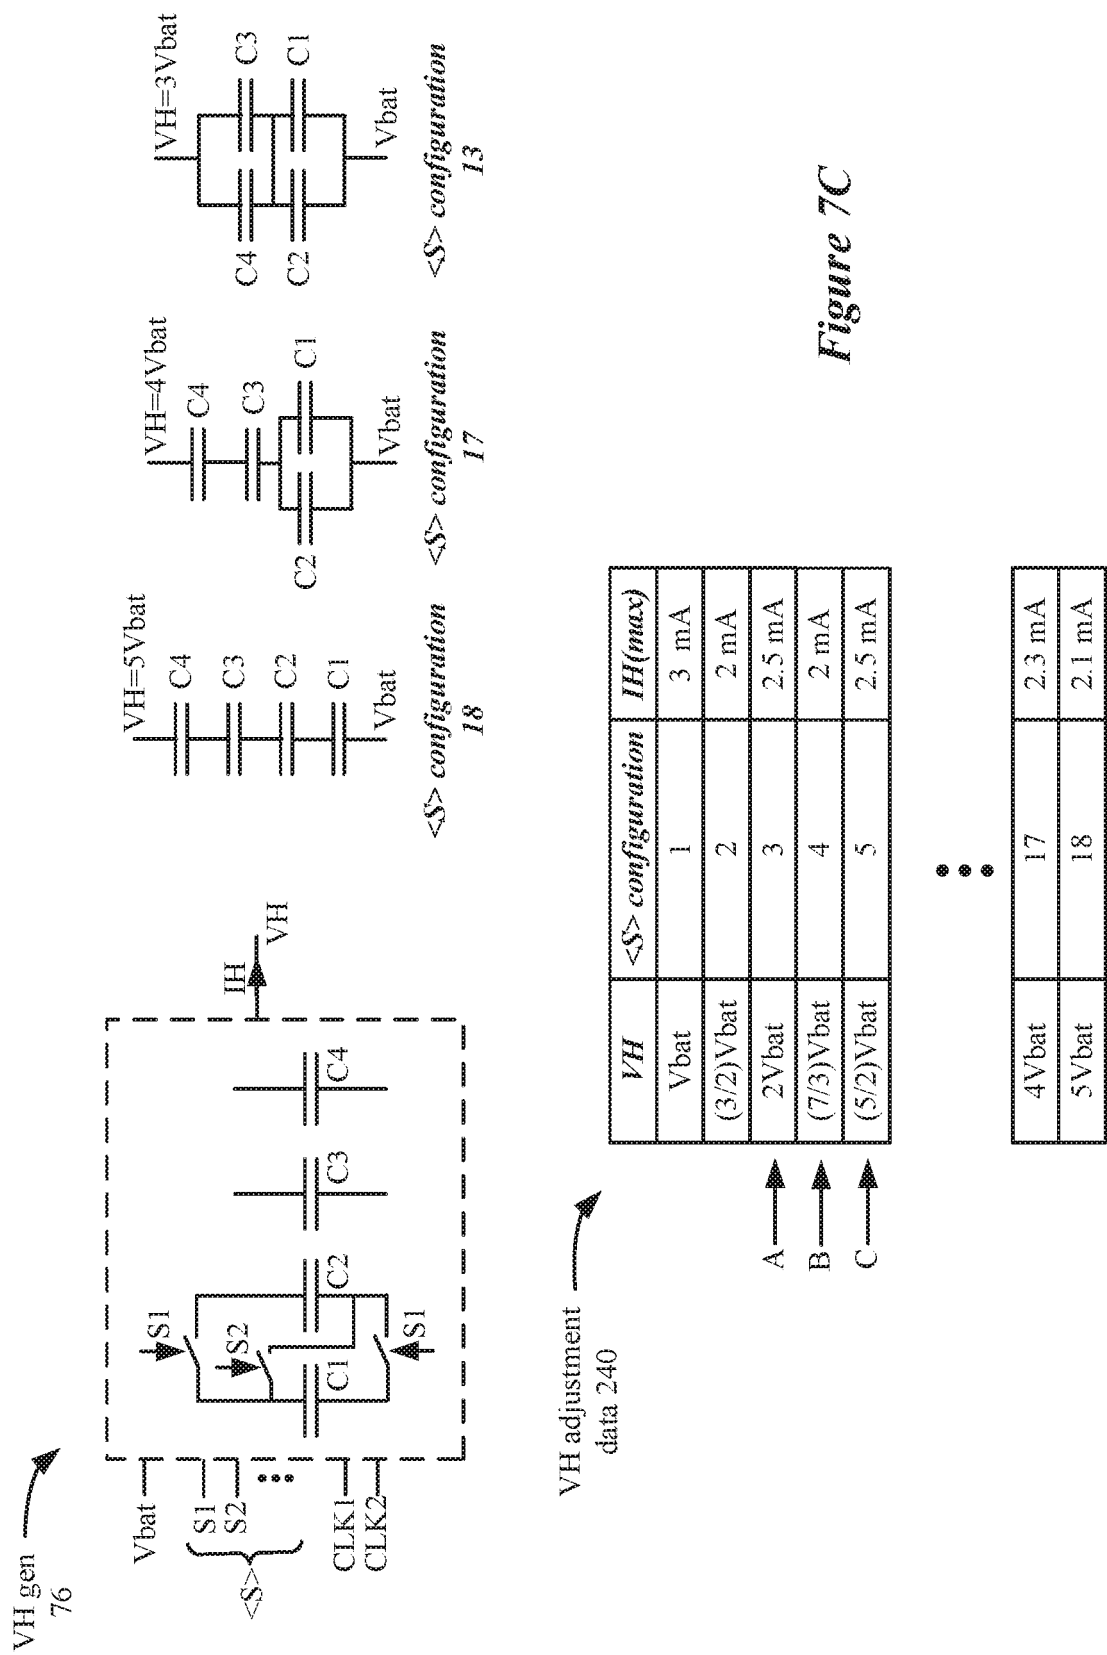 VH gen
76
Vbat
S1
S2
<S>
CLK1
CLK2
S1
S2
S1
C1
C2
C3
C4
IH
VH
VH=5Vbat
C4
C3
C2
C1
Vbat
<S> configuration
18
VH=4Vbat
C4
C3
C2
C1
Vbat
<S> configuration
17
VH=3Vbat
C4
C3
C2
C1
Vbat
<S> configuration
13
VH adjustment
data 240
A
B
C
VH <S> configuration IH(max)
Vbat 1 3 mA
(3/2)Vbat 2 2 mA
2Vbat 3 2.5 mA
(7/3)Vbat 4 2 mA
(5/2)Vbat 5 2.5 mA
4Vbat 17 2.3 mA
5Vbat 18 2.1 mA
Figure 7C